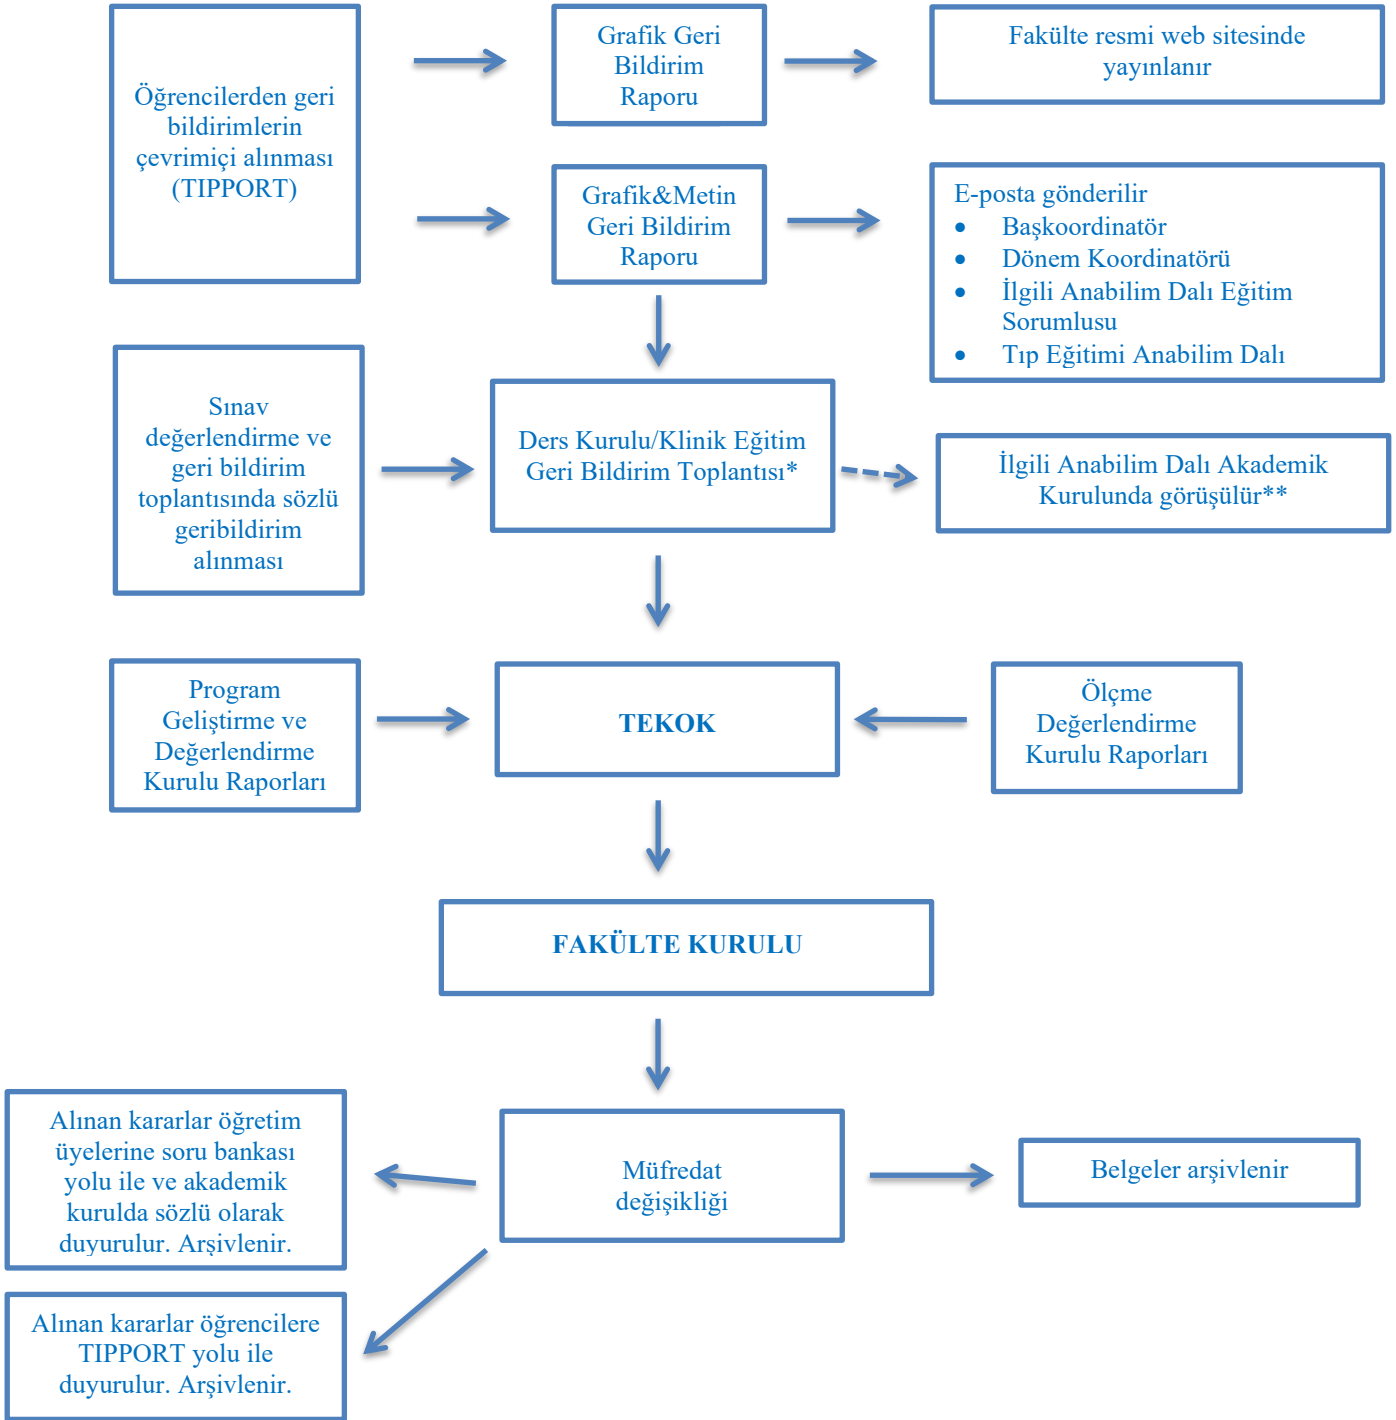 Öğrencilerden geri
bildirimlerin
çevrimiçi alınması
(TIPPORT)
Grafik Geri
Bildirim
Raporu
Fakülte resmi web sitesinde
yayınlanır
Grafik&Metin
Geri Bildirim
Raporu
E-posta gönderilir
• Başkoordinatör
• Dönem Koordinatörü
• İlgili Anabilim Dalı Eğitim
Sorumlusu
• Tıp Eğitimi Anabilim Dalı
Sınav
değerlendirme ve
geri bildirim
toplantısında sözlü
geribildirim
alınması
Ders Kurulu/Klinik Eğitim
Geri Bildirim Toplantısı*
İlgili Anabilim Dalı Akademik
Kurulunda görüşülür**
Program
Geliştirme ve
Değerlendirme
Kurulu Raporları
TEKOK
Ölçme
Değerlendirme
Kurulu Raporları
FAKÜLTE KURULU
Alınan kararlar öğretim
üyelerine soru bankası
yolu ile ve akademik
kurulda sözlü olarak
duyurulur. Arşivlenir.
Müfredat
değişikliği
Belgeler arşivlenir
Alınan kararlar öğrencilere
TIPPORT yolu ile
duyurulur. Arşivlenir.